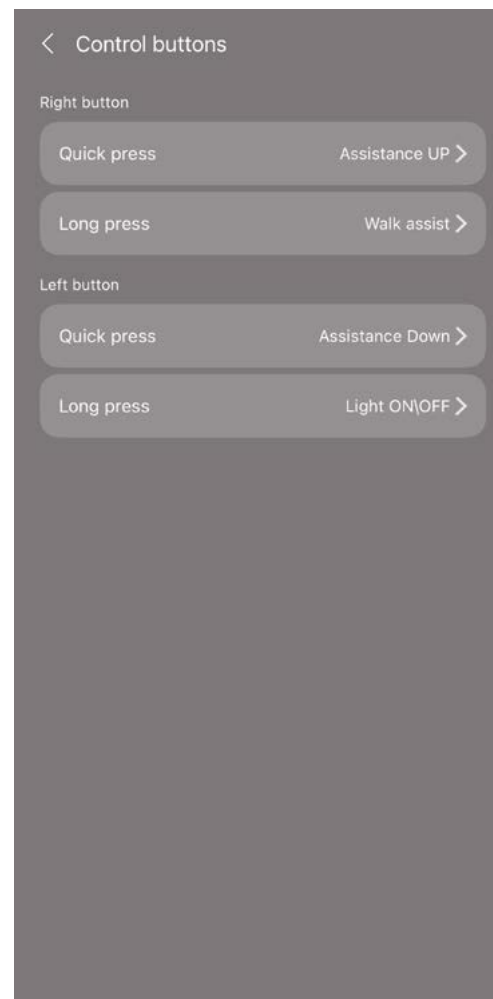 Control buttons
Right button
Quick press Assistance UP
Long press Walk assist
Left button
Quick press Assistance Down
Long press Light ON\OFF